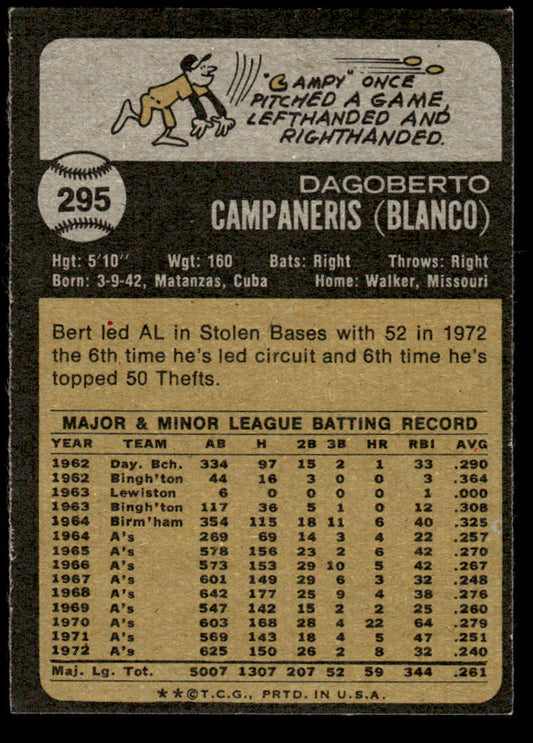 "CAMPY" ONCE
PITCHED A GAME,
LEFTHANDED AND
RIGHTHANDED.
295
DAGOBERTO
CAMPANERIS (BLANCO)
Hgt: 5'10" Wgt: 160 Bats: Right Throws: Right
Born: 3-9-42, Matanzas, Cuba Home: Walker, Missouri
Bert led AL in Stolen Bases with 52 in 1972
the 6th time he's led circuit and 6th time he's
topped 50 Thefts.
MAJOR & MINOR LEAGUE BATTING RECORD
YEAR TEAM AB H 2B 3B HR RBI AVG
1962 Day. Bch. 334 97 15 2 1 33 .290
1962 Bingh'ton 44 16 3 0 0 3 .364
1963 Lewiston 6 0 0 0 0 1 .000
1963 Bingh'ton 117 36 5 1 0 12 .308
1964 Birm'ham 354 115 18 11 6 40 .325
1964 A's 269 69 14 3 4 22 .257
1965 A's 578 156 23 2 6 42 .270
1966 A's 573 153 29 10 5 42 .267
1967 A's 601 149 29 6 3 32 .248
1968 A's 642 177 25 9 4 38 .276
1969 A's 547 142 15 2 2 25 .260
1970 A's 603 168 28 4 22 64 .279
1971 A's 569 143 18 4 5 47 .251
1972 A's 625 150 26 2 8 32 .240
Maj. Lg. Tot. 5007 1307 207 52 59 344 .261
**©T.C.G., PRTD. IN U.S.A.